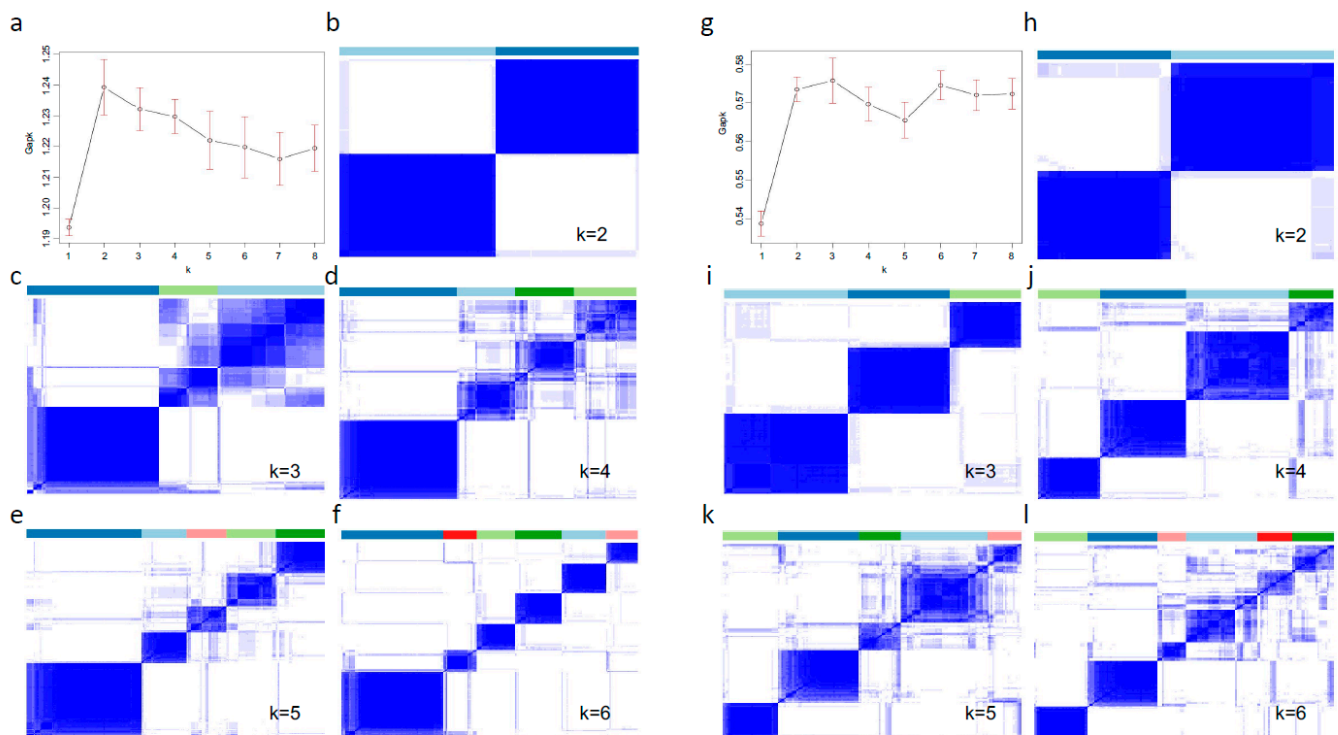 a
1.25
1.24
1.23
1.22
1.21
1.20
1.19
Gapk
1 2 3 4 5 6 7 8
k
b
k=2
c
k=3
d
k=4
e
k=5
f
k=6
g
0.58
0.57
0.56
0.55
0.54
Gapk
1 2 3 4 5 6 7 8
k
h
k=2
i
k=3
j
k=4
k
k=5
l
k=6